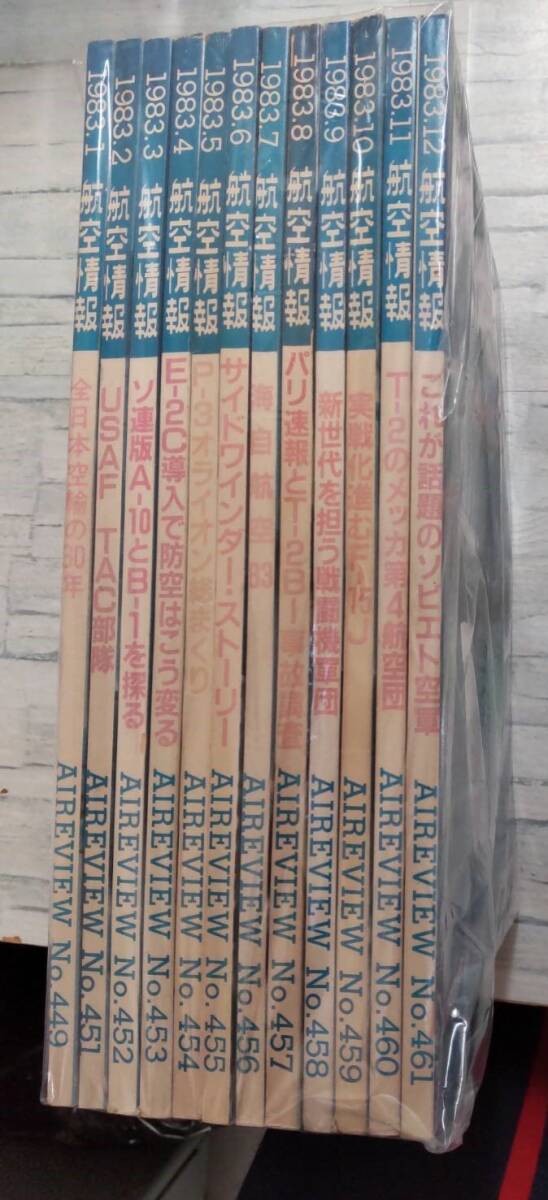 1983.1 航空情報 全日本空輸の30年 AIREVIEW No.449
1983.2 航空情報 USAF TAC部隊 AIREVIEW No.451
1983.3 航空情報 ソ連版A-10とB-1を探る AIREVIEW No.452
1983.4 航空情報 E-2C導入で防空はこう変る AIREVIEW No.453
1983.5 航空情報 P-3オライオン総まくり AIREVIEW No.454
1983.6 航空情報 サイドワインダー・ストーリー AIREVIEW No.455
1983.7 航空情報 海自航空'83 AIREVIEW No.456
1983.8 航空情報 パリ速報とT-2B-1事故調査 AIREVIEW No.457
1983.9 航空情報 新世代を担う戦闘機軍団 AIREVIEW No.458
1983.10 航空情報 実戦化進むF-15J AIREVIEW No.459
1983.11 航空情報 T-2のメッカ第4航空団 AIREVIEW No.460
1983.12 航空情報 これが話題のソビエト空軍 AIREVIEW No.461